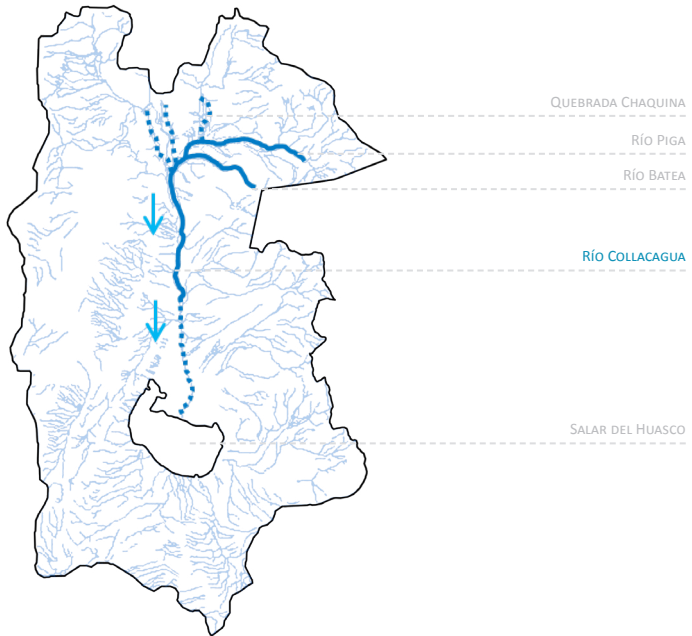 Quebrada Chaquina
Río Piga
Río Batea
Río Collacagua
Salar del Huasco